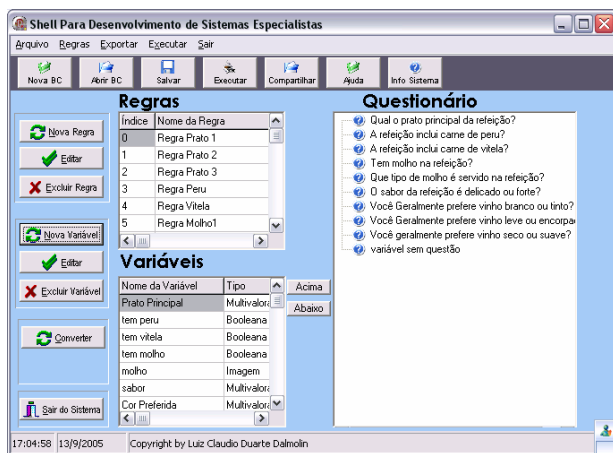 Shell Para Desenvolvimento de Sistemas Especialistas
Arquivo Regras Exportar Executar Sair
Nova BC Abrir BC Salvar Executar Compartilhar Ajuda Info Sistema
Regras
Índice Nome da Regra
0 Regra Prato 1
1 Regra Prato 2
2 Regra Prato 3
3 Regra Peru
4 Regra Vitela
5 Regra Molho1
Nova Regra
Editar
Excluir Regra
Nova Variável
Editar
Excluir Variável
Converter
Sair do Sistema
Variáveis
Nome da Variável Tipo
Prato Principal Multivalora
tem peru Booleana
tem vitela Booleana
tem molho Booleana
molho Imagem
sabor Multivalora
Cor Preferida Multivalora
Acima
Abaixo
Questionário
Qual o prato principal da refeição?
A refeição inclui carne de peru?
A refeição inclui carne de vitela?
Tem molho na refeição?
Que tipo de molho é servido na refeição?
O sabor da refeição é delicado ou forte?
Você Geralmente prefere vinho branco ou tinto?
Você Geralmente prefere vinho leve ou encorpa
Você geralmente prefere vinho seco ou suave?
variável sem questão
17:04:58 13/9/2005 Copyright by Luiz Claudio Duarte Dalmolin